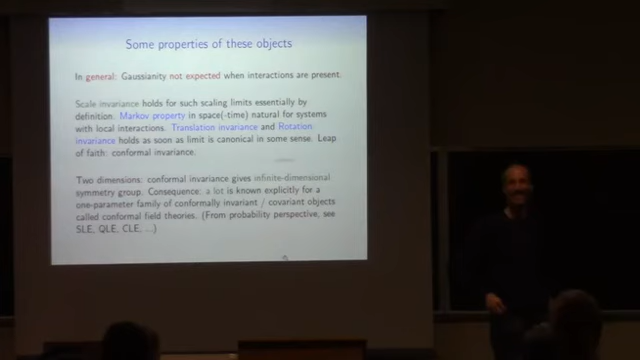 Some properties of these objects
In general: Gaussianity not expected when interactions are present.
Scale invariance holds for such scaling limits essentially by
definition. Markov property in space(-time) natural for systems
with local interactions. Translation invariance and Rotation
invariance holds as soon as limit is canonical in some sense. Leap
of faith: conformal invariance.
Two dimensions: conformal invariance gives infinite-dimensional
symmetry group. Consequence: a lot is known explicitly for a
one-parameter family of conformally invariant / covariant objects
called conformal field theories. (From probability perspective, see
SLE, QLE, CLE, ...)